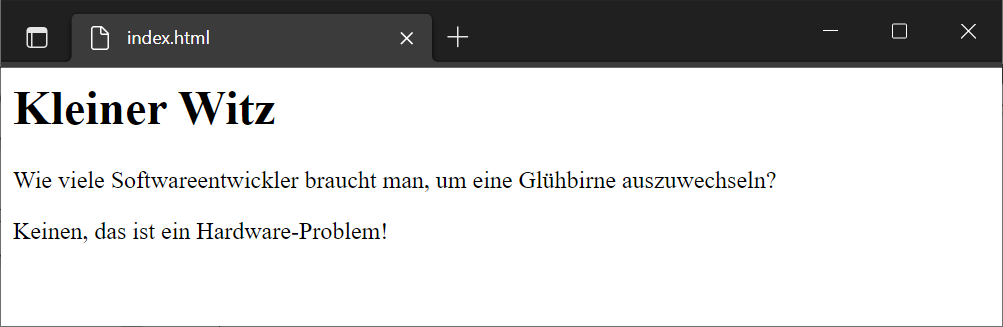 index.html
Kleiner Witz
Wie viele Softwareentwickler braucht man, um eine Glühbirne auszuwechseln?
Keinen, das ist ein Hardware-Problem!